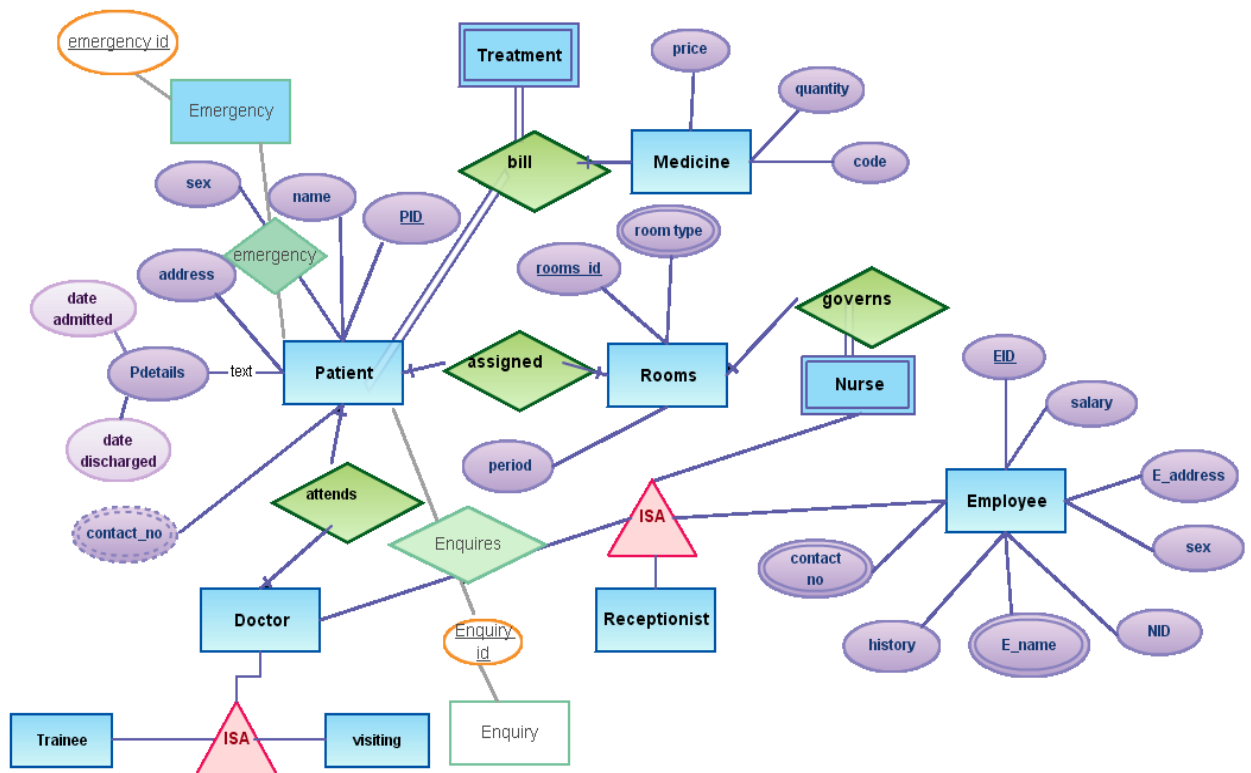 emergency id
Treatment
price
Emergency
quantity
bill
Medicine
code
sex
name
PID
room type
emergency
address
rooms_id
date
admitted
governs
EID
Pdetails
text
Patient
assigned
Rooms
Nurse
salary
date
discharged
period
E_address
attends
Employee
contact_no
ISA
Enquires
contact
no
sex
Doctor
Receptionist
Enquiry
id
history
E_name
NID
Trainee
ISA
visiting
Enquiry